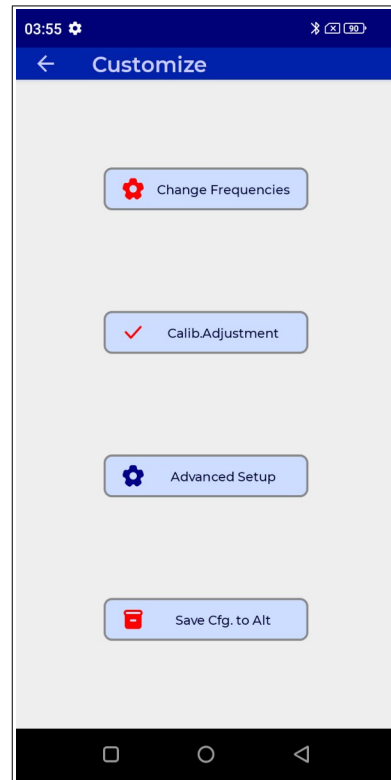 03:55
90
Customize
Change Frequencies
Calib.Adjustment
Advanced Setup
Save Cfg. to Alt